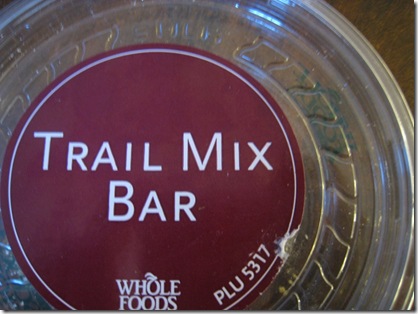 TRAIL MIX
BAR
WHOLE
FOODS
PLU 5317